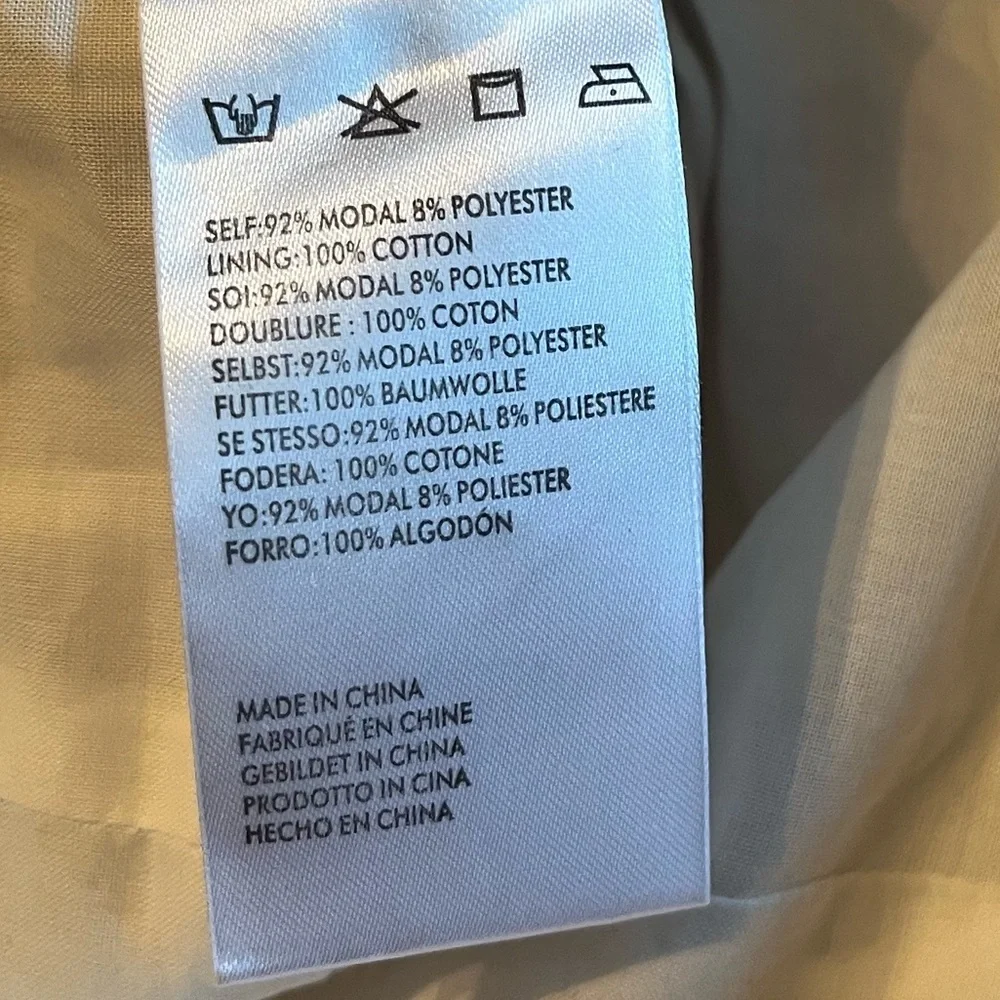 SELF:92% MODAL 8% POLYESTER
LINING:100% COTTON
SOI:92% MODAL 8% POLYESTER
DOUBLURE : 100% COTON
SELBST:92% MODAL 8% POLYESTER
FUTTER:100% BAUMWOLLE
SE STESSO:92% MODAL 8% POLIESTERE
FODERA: 100% COTONE
YO:92% MODAL 8% POLIESTER
FORRO:100% ALGODÓN
MADE IN CHINA
FABRIQUÉ EN CHINE
GEBILDET IN CHINA
PRODOTTO IN CINA
HECHO EN CHINA